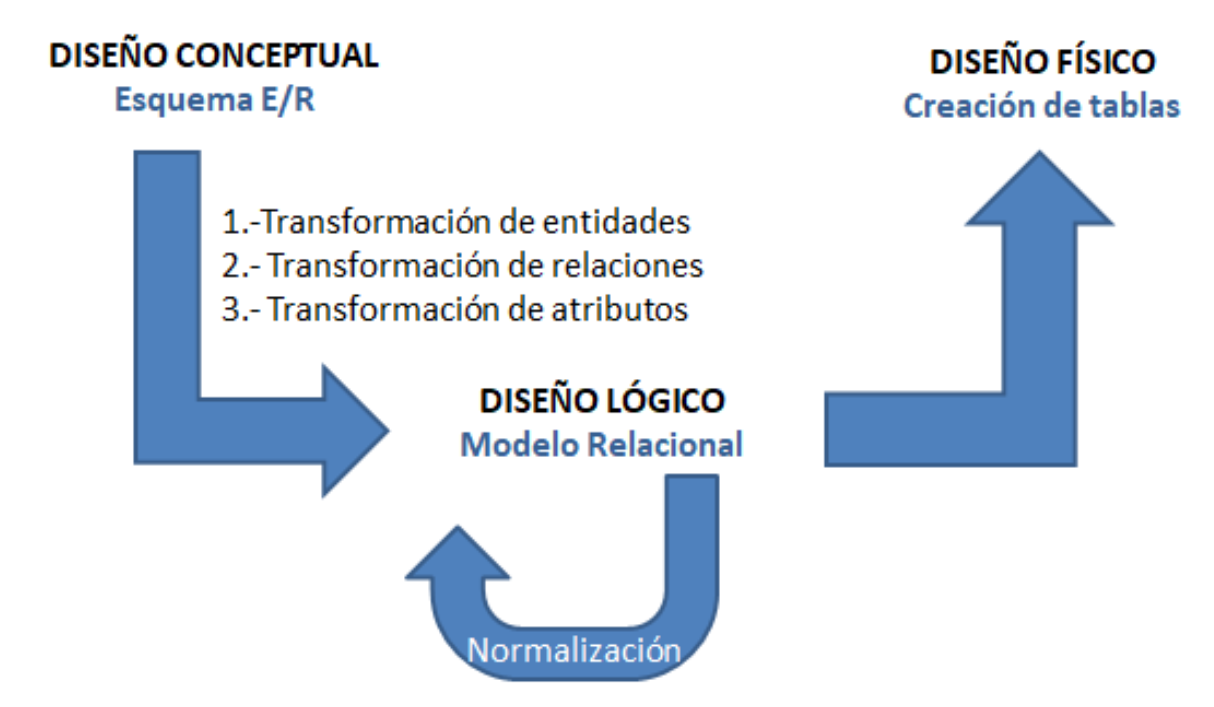 DISEÑO CONCEPTUAL
Esquema E/R
DISEÑO FÍSICO
Creación de tablas
1.-Transformación de entidades
2.- Transformación de relaciones
3.- Transformación de atributos
DISEÑO LÓGICO
Modelo Relacional
Normalización